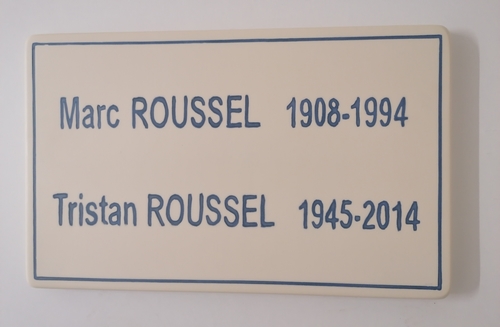 Marc ROUSSEL 1908-1994
Tristan ROUSSEL 1945-2014